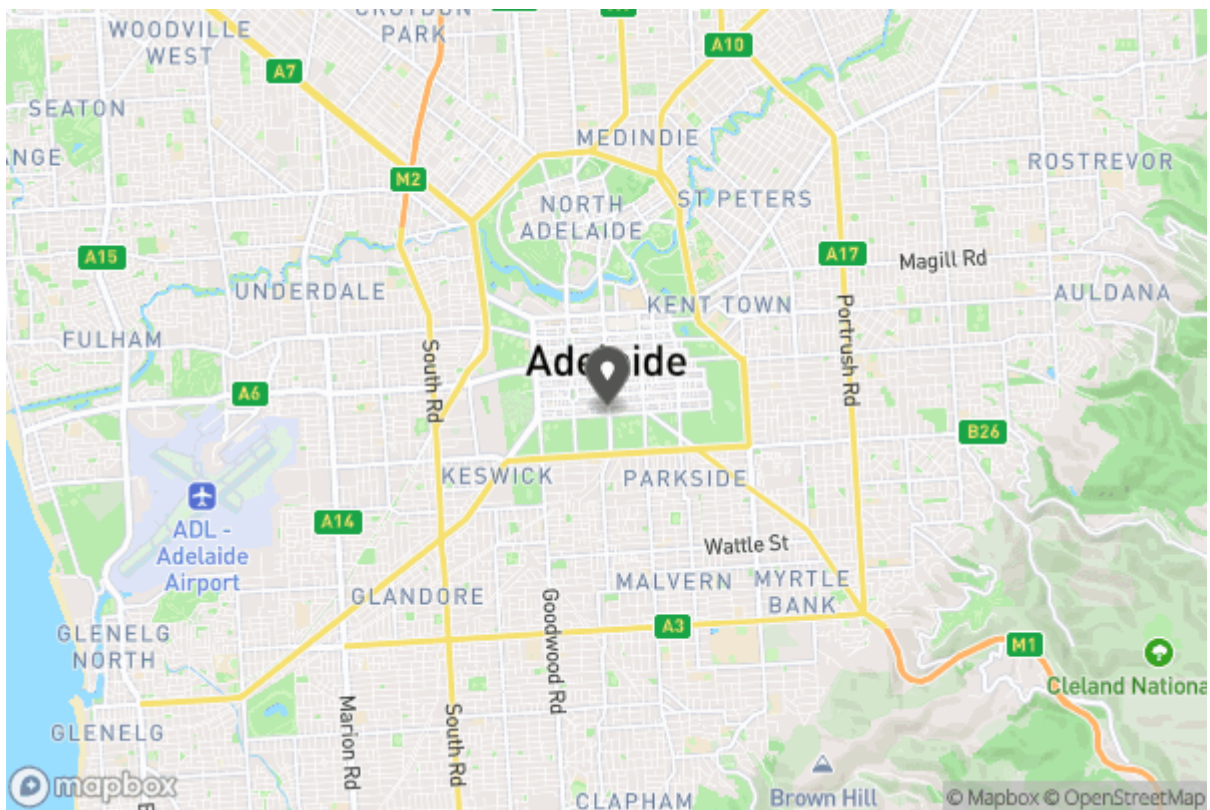 CROYDON
PARK
WOODVILLE
WEST
A7
A10
SEATON
MEDINDIE
ANGE
ROSTREVOR
M2
ST PETERS
NORTH
ADELAIDE
A15
A17
Magill Rd
UNDERDALE
KENT TOWN
AULDANA
FULHAM
Portrush Rd
South Rd
Adelaide
A6
B26
KESWICK
PARKSIDE
A14
ADL -
Adelaide
Airport
Wattle St
MALVERN
MYRTLE
BANK
GLANDORE
Goodwood Rd
A3
GLENELG
NORTH
M1
Cleland Nationa
Marion Rd
South Rd
GLENELG
mapbox
CLAPHAM
Brown Hill
© Mapbox © OpenStreetMap